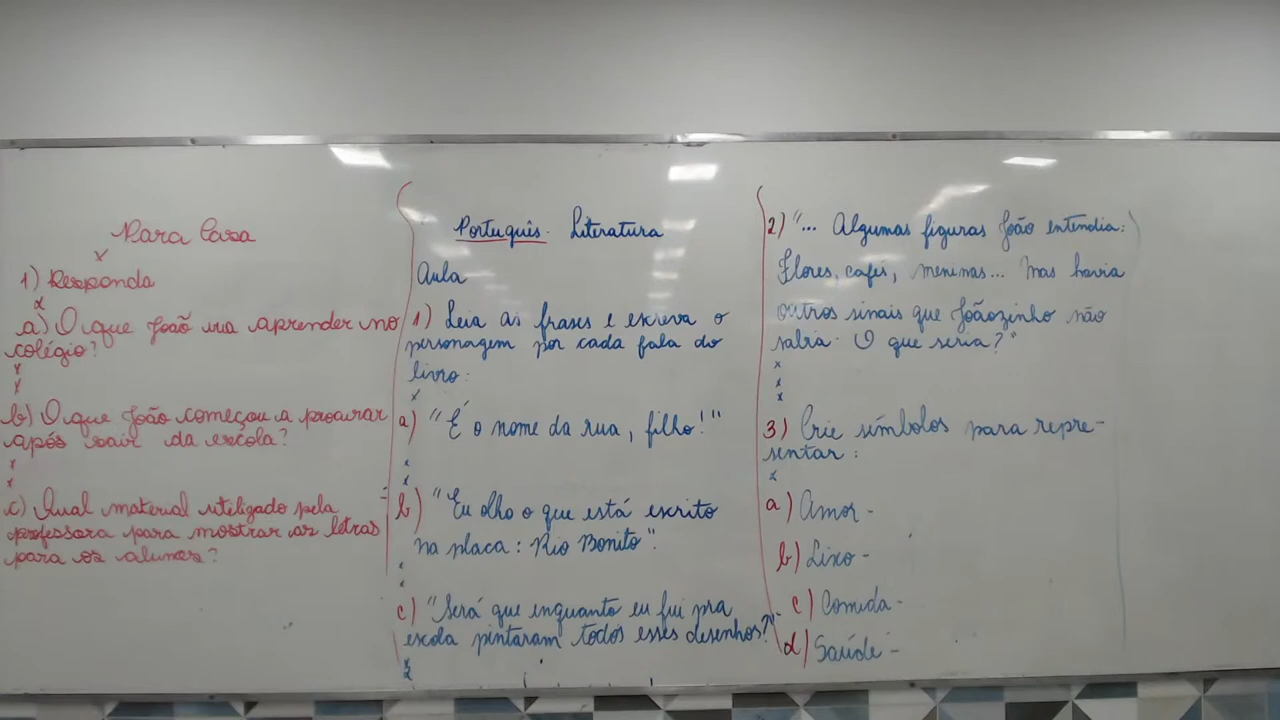 Para Casa
x
1) Responda
x
a) O que João ia aprender no
colégio?
x
x
b) O que João começou a procurar
após sair da escola?
x
x
c) Qual material utilizado pela
professora para mostrar as letras
para os alunos?
Português - Literatura
Aula
1) Leia as frases e escreva o
personagem por cada fala do
livro:
x
a) "É o nome da rua, filho!"
x
x
b) "Eu olho o que está escrito
na placa: Rio Bonito".
x
x
c) "Será que enquanto eu fui pra
escola pintaram todos esses desenhos?"
x
x
2) "... Algumas figuras João entendia:
Flores, cafés, meninas... Mas havia
outros sinais que Jãozinho não
sabia. O que seria?"
x
x
x
3) Crie símbolos para repre-
sentar:
x
a) Amor -
b) Lixo -
c) Comida -
d) Saúde -